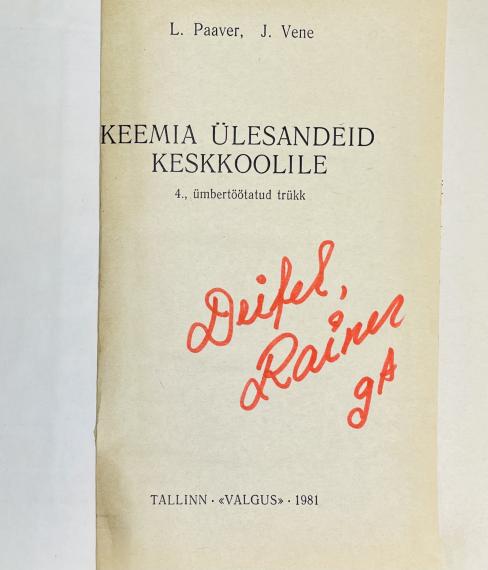 L. Paaver, J. Vene
KEEMIA ÜLESANDEID
KESKKOOLILE
4., ümbertöötatud trükk
Deifel,
Rainer
9A
TALLINN · «VALGUS» · 1981